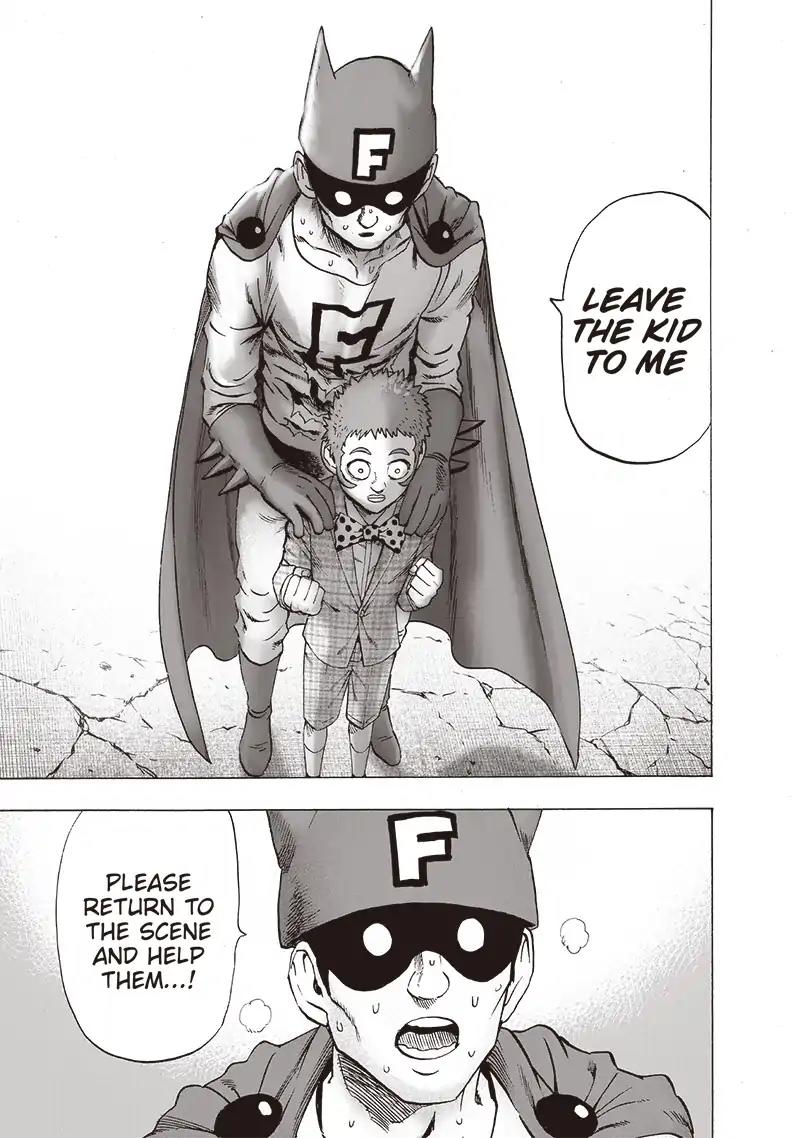 F
F
LEAVE
THE KID
TO ME
F
PLEASE
RETURN TO
THE SCENE
AND HELP
THEM...!